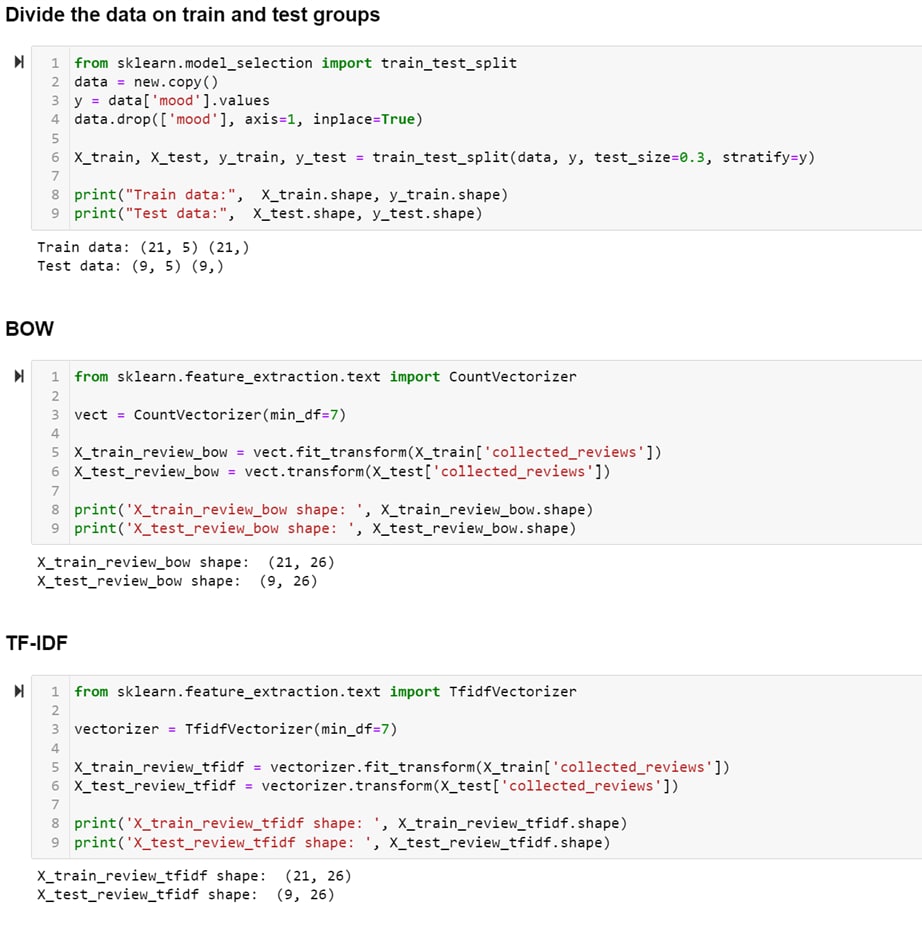 Divide the data on train and test groups
1 from sklearn.model_selection import train_test_split
2 data = new.copy()
3 y = data['mood'].values
4 data.drop(['mood'], axis=1, inplace=True)
5
6 X_train, X_test, y_train, y_test = train_test_split(data, y, test_size=0.3, stratify=y)
7
8 print("Train data:",  X_train.shape, y_train.shape)
9 print("Test data:",  X_test.shape, y_test.shape)
Train data: (21, 5) (21,)
Test data: (9, 5) (9,)
BOW
1 from sklearn.feature_extraction.text import CountVectorizer
2
3 vect = CountVectorizer(min_df=7)
4
5 X_train_review_bow = vect.fit_transform(X_train['collected_reviews'])
6 X_test_review_bow = vect.transform(X_test['collected_reviews'])
7
8 print('X_train_review_bow shape: ', X_train_review_bow.shape)
9 print('X_test_review_bow shape: ', X_test_review_bow.shape)
X_train_review_bow shape:  (21, 26)
X_test_review_bow shape:  (9, 26)
TF-IDF
1 from sklearn.feature_extraction.text import TfidfVectorizer
2
3 vectorizer = TfidfVectorizer(min_df=7)
4
5 X_train_review_tfidf = vectorizer.fit_transform(X_train['collected_reviews'])
6 X_test_review_tfidf = vectorizer.transform(X_test['collected_reviews'])
7
8 print('X_train_review_tfidf shape: ', X_train_review_tfidf.shape)
9 print('X_test_review_tfidf shape: ', X_test_review_tfidf.shape)
X_train_review_tfidf shape:  (21, 26)
X_test_review_tfidf shape:  (9, 26)